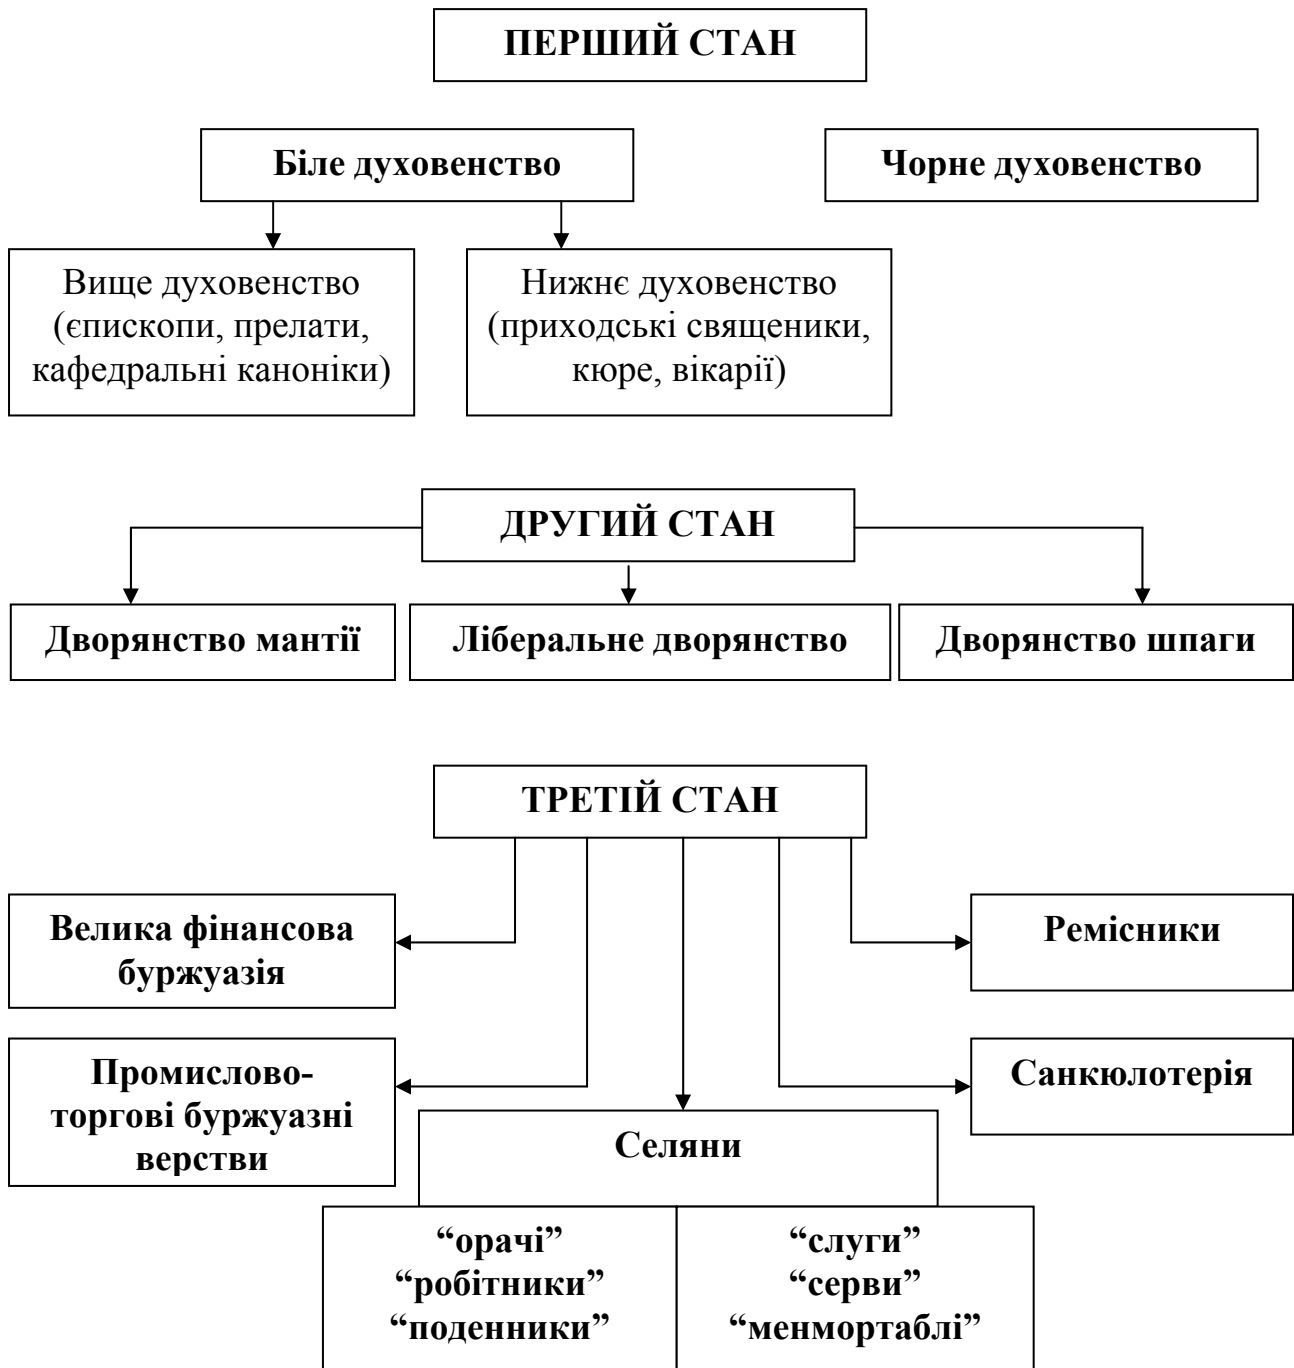 ПЕРШИЙ СТАН
Біле духовенство
Чорне духовенство
Вище духовенство
(єпископи, прелати,
кафедральні каноніки)
Нижнє духовенство
(приходські священики,
кюре, вікарії)
ДРУГИЙ СТАН
Дворянство мантії
Ліберальне дворянство
Дворянство шпаги
ТРЕТІЙ СТАН
Велика фінансова
буржуазія
Ремісники
Промислово-
торгові буржуазні
верстви
Санкюлотерія
Селяни
“орачі”
“робітники”
“поденники”
“слуги”
“серви”
“менмортаблі”